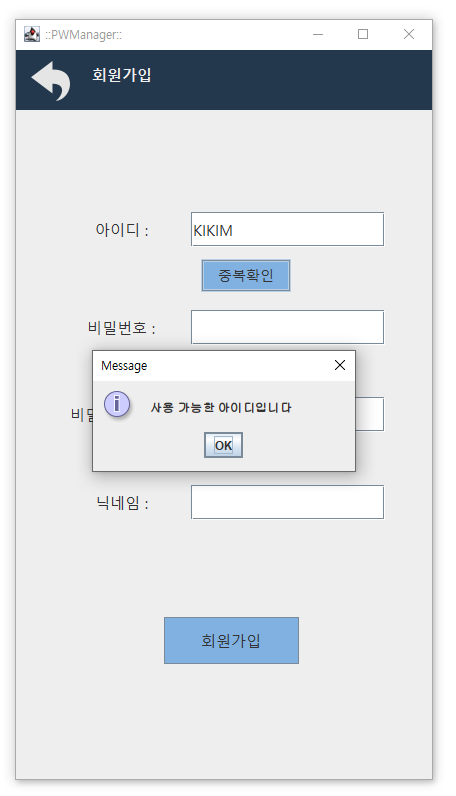 ::PWManager::
회원가입
아이디 :
KIKIM
중복확인
비밀번호 :
Message
사용 가능한 아이디입니다
OK
닉네임 :
회원가입